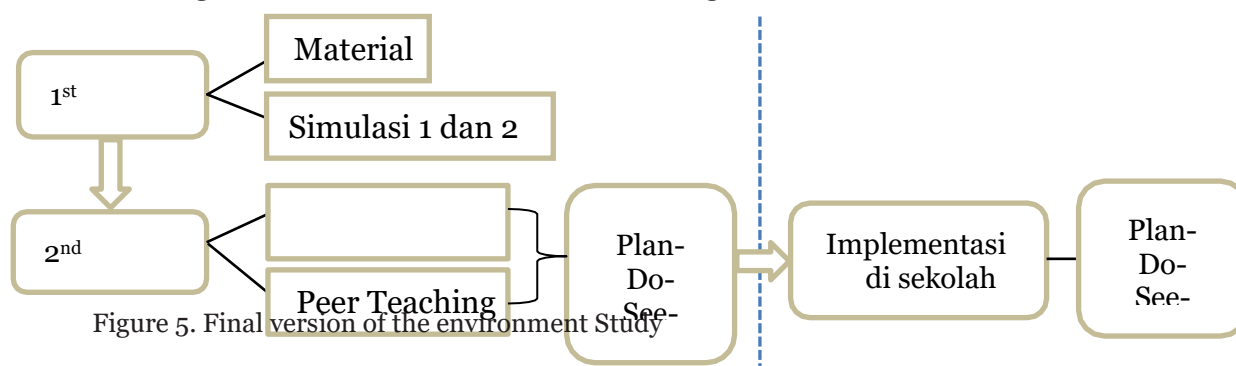 Material
1st
Simulasi 1 dan 2
2nd
Peer Teaching
Plan-
Do-
See-
Implementasi
di sekolah
Plan-
Do-
See-
Figure 5. Final version of the environment Study